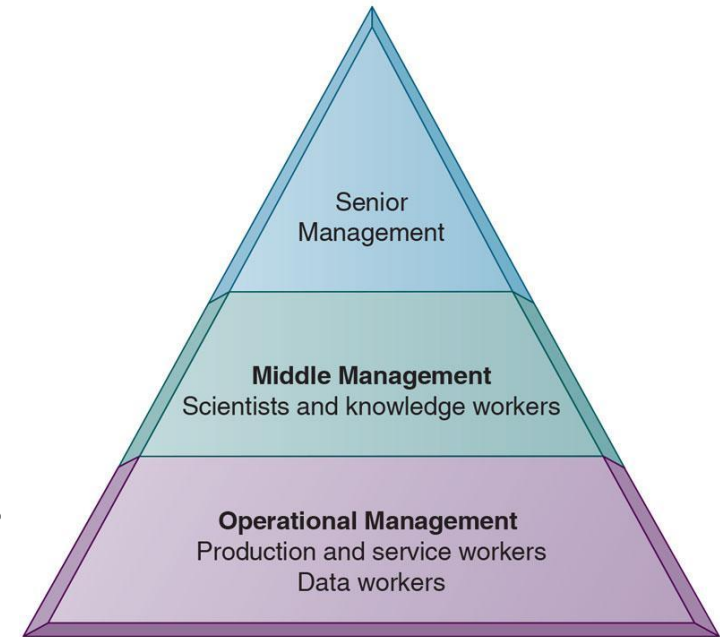 Senior
Management
Middle Management
Scientists and knowledge workers
Operational Management
Production and service workers
Data workers